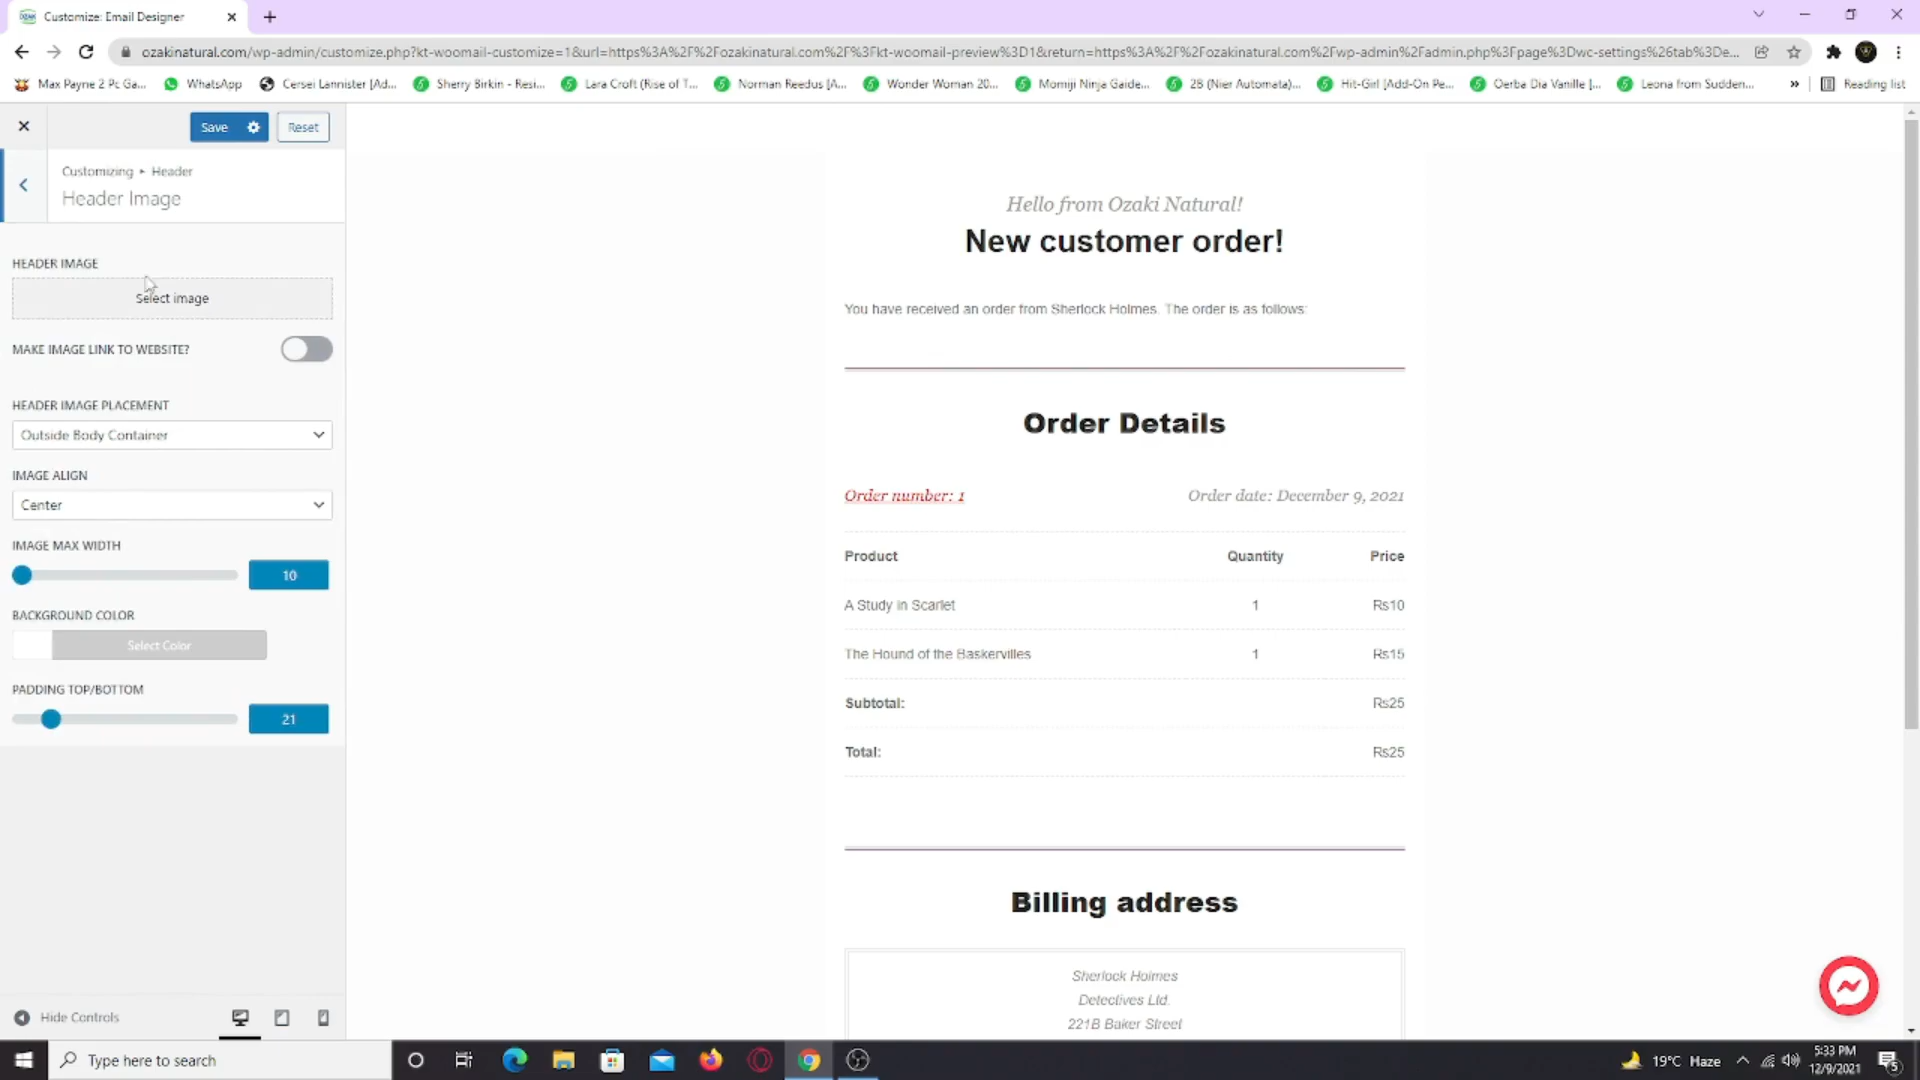 Customize: Email Designer
ozakinatural.com/wp-admin/customize.php?kt-woomail-customize=1&url=https%3A%2F%2Fozakinatural.com%2F%3Fkt-woomail-preview%3D1&return=https%3A%2F%2Fozakinatural.com%2Fwp-admin%2Fadmin.php%3Fpage%3Dwc-settings%26tab%3De...
Max Payne 2 Pc Ga... WhatsApp Cersei Lannister [Ad... Sherry Birkin - Resi... Lara Croft (Rise of T... Norman Reedus [A... Wonder Woman 20... Momiji Ninja Gaide... 2B (Nier Automata)... Hit-Girl [Add-On Pe... Oerba Dia Vanille [... Leona from Sudden... » Reading list
Save Reset
Customizing ▸ Header
Header Image
HEADER IMAGE
Select image
MAKE IMAGE LINK TO WEBSITE?
HEADER IMAGE PLACEMENT
Outside Body Container
IMAGE ALIGN
Center
IMAGE MAX WIDTH
10
BACKGROUND COLOR
Select Color
PADDING TOP/BOTTOM
21
Hide Controls
Hello from Ozaki Natural!
New customer order!
You have received an order from Sherlock Holmes. The order is as follows:
Order Details
Order number: 1 Order date: December 9, 2021
Product Quantity Price
A Study in Scarlet 1 Rs10
The Hound of the Baskervilles 1 Rs15
Subtotal: Rs25
Total: Rs25
Billing address
Sherlock Holmes
Detectives Ltd.
221B Baker Street
Type here to search
19°C Haze
5:33 PM
12/9/2021
5